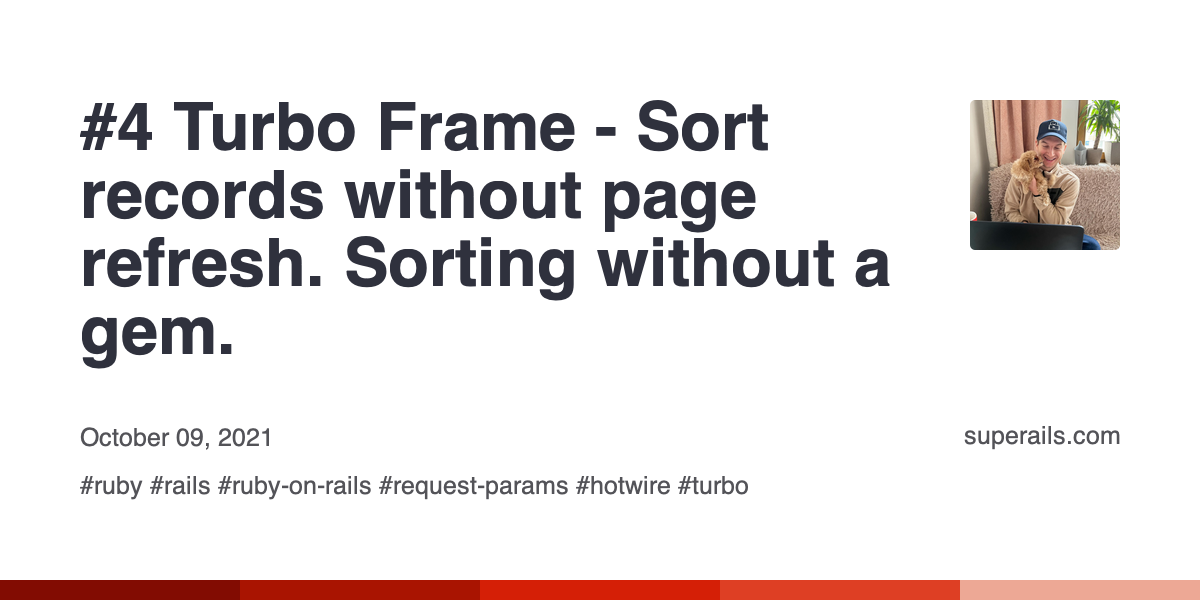 #4 Turbo Frame - Sort
records without page
refresh. Sorting without a
gem.
October 09, 2021
superails.com
#ruby #rails #ruby-on-rails #request-params #hotwire #turbo